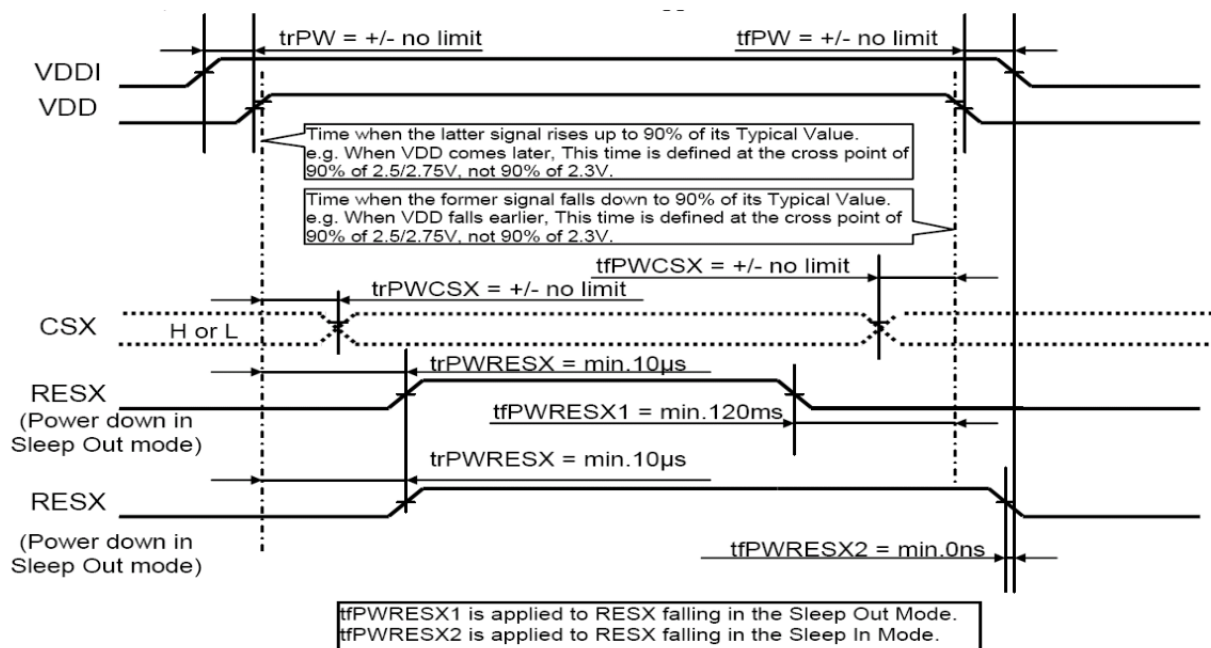 trPW = +/- no limit
tfPW = +/- no limit
VDDI
VDD
Time when the latter signal rises up to 90% of its Typical Value.
e.g. When VDD comes later, This time is defined at the cross point of
90% of 2.5/2.75V, not 90% of 2.3V.
Time when the former signal falls down to 90% of its Typical Value.
e.g. When VDD falls earlier, This time is defined at the cross point of
90% of 2.5/2.75V, not 90% of 2.3V.
tfPWCSX = +/- no limit
trPWCSX = +/- no limit
CSX
H or L
trPWRESX = min.10µs
RESX
(Power down in
Sleep Out mode)
tfPWRESX1 = min.120ms
trPWRESX = min.10µs
RESX
(Power down in
Sleep Out mode)
tfPWRESX2 = min.0ns
tfPWRESX1 is applied to RESX falling in the Sleep Out Mode.
tfPWRESX2 is applied to RESX falling in the Sleep In Mode.